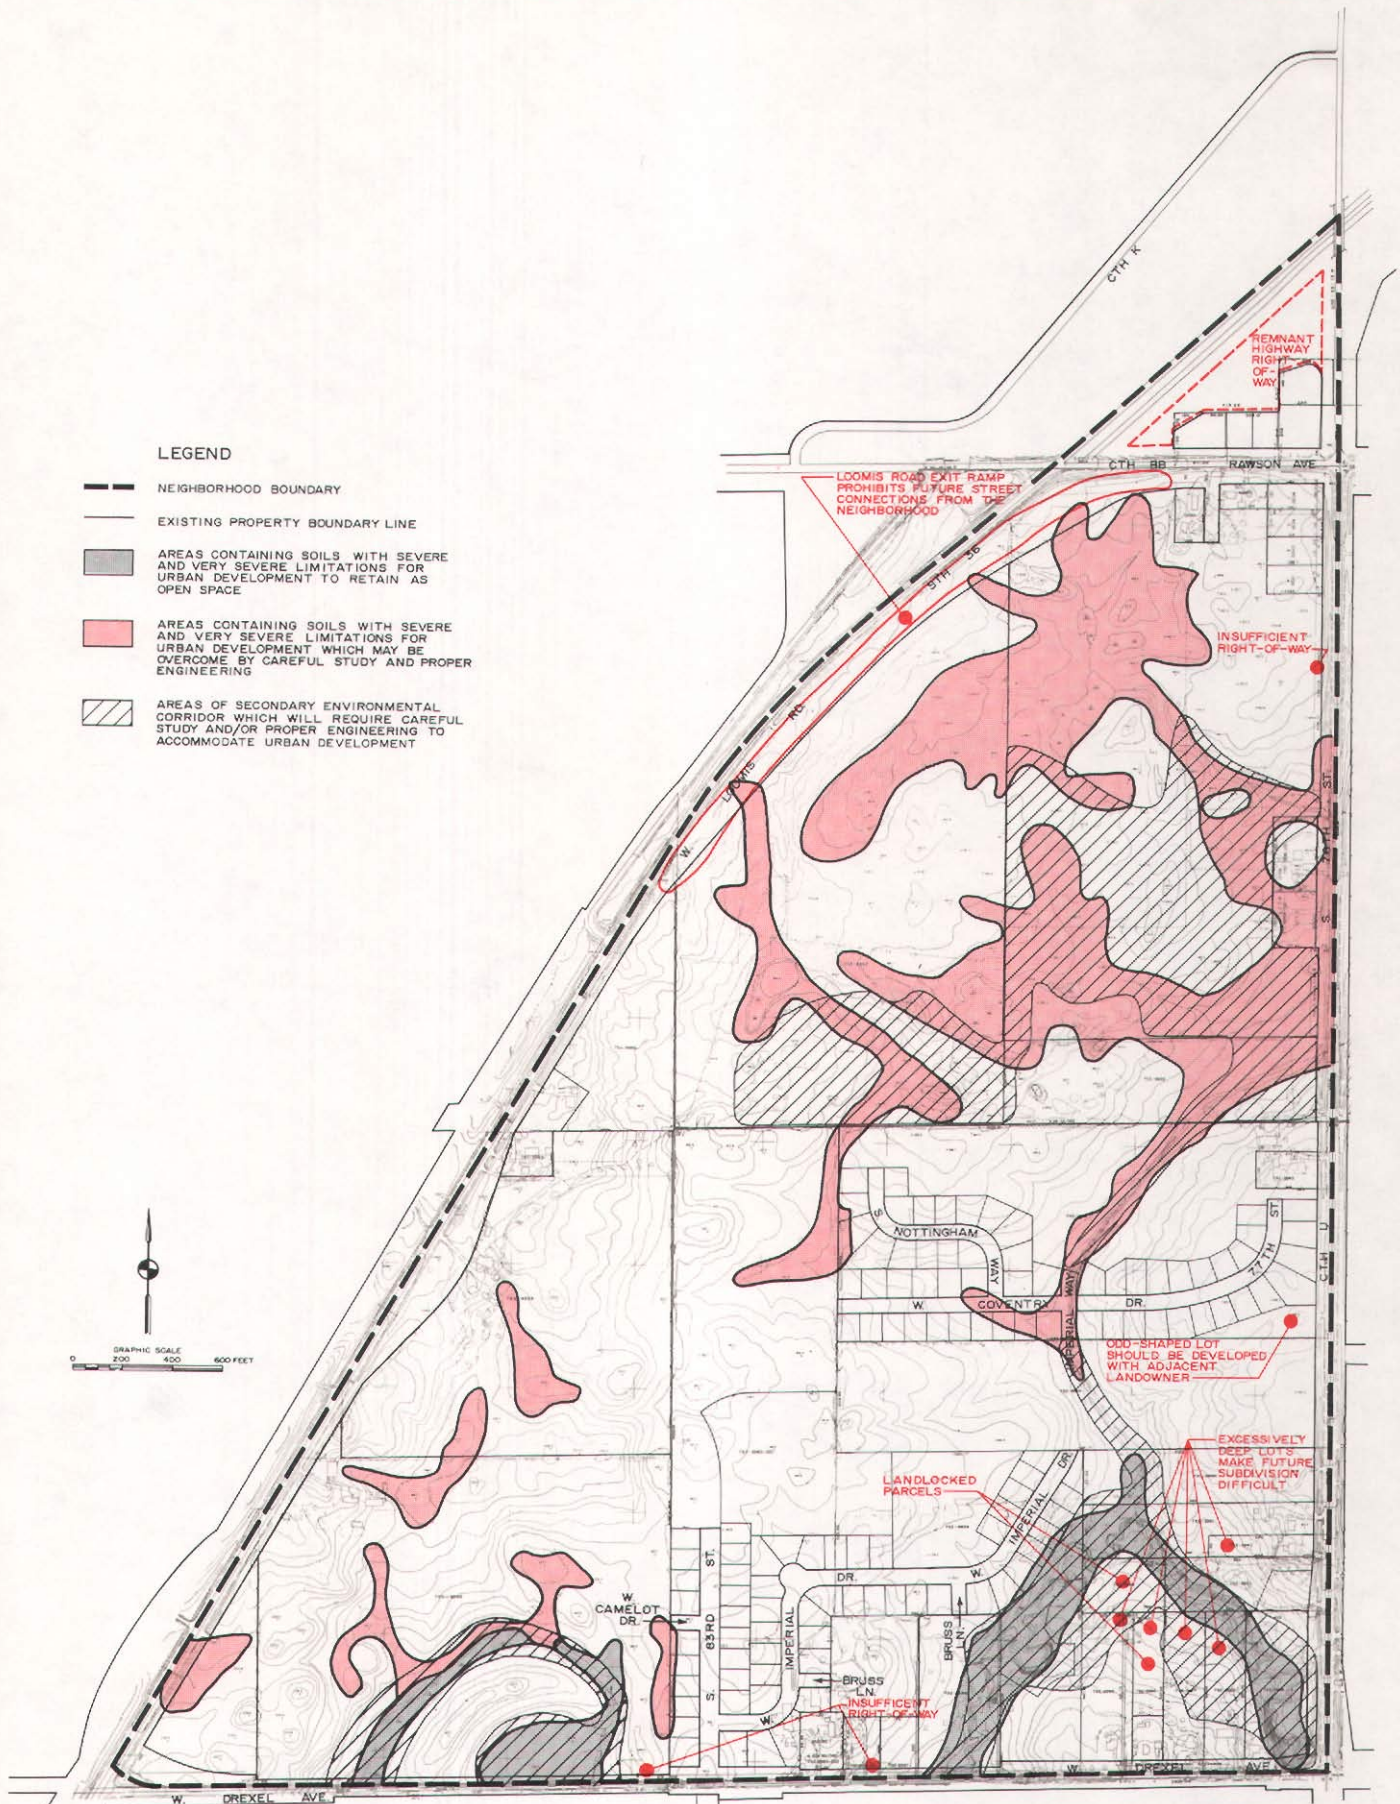 CTH K
REMNANT
HIGHWAY
RIGHT-
OF-
WAY
LEGEND
NEIGHBORHOOD BOUNDARY
EXISTING PROPERTY BOUNDARY LINE
AREAS CONTAINING SOILS WITH SEVERE
AND VERY SEVERE LIMITATIONS FOR
URBAN DEVELOPMENT TO RETAIN AS
OPEN SPACE
AREAS CONTAINING SOILS WITH SEVERE
AND VERY SEVERE LIMITATIONS FOR
URBAN DEVELOPMENT WHICH MAY BE
OVERCOME BY CAREFUL STUDY AND PROPER
ENGINEERING
AREAS OF SECONDARY ENVIRONMENTAL
CORRIDOR WHICH WILL REQUIRE CAREFUL
STUDY AND/OR PROPER ENGINEERING TO
ACCOMMODATE URBAN DEVELOPMENT
CTH BB RAWSON AVE
LOOMIS ROAD EXIT RAMP
PROHIBITS FUTURE STREET
CONNECTIONS FROM THE
NEIGHBORHOOD
W. LOOMIS RD. STH 36
INSUFFICIENT
RIGHT-OF-WAY
S. 76TH ST.
CTH U
S. NOTTINGHAM WAY
77TH ST
W. COVENTRY DR.
IMPERIAL WAY
ODD-SHAPED LOT
SHOULD BE DEVELOPED
WITH ADJACENT
LANDOWNER
GRAPHIC SCALE
0 200 400 600 FEET
EXCESSIVELY
DEEP LOTS
MAKE FUTURE
SUBDIVISION
DIFFICULT
LANDLOCKED
PARCELS
W. IMPERIAL DR.
DR.
W.
CAMELOT
DR.
S. 83RD ST.
IMPERIAL
BRUSS
LN.
BRUSS
LN.
W.
INSUFFICENT
RIGHT-OF-WAY
W. DREXEL AVE.
W. DREXEL AVE.